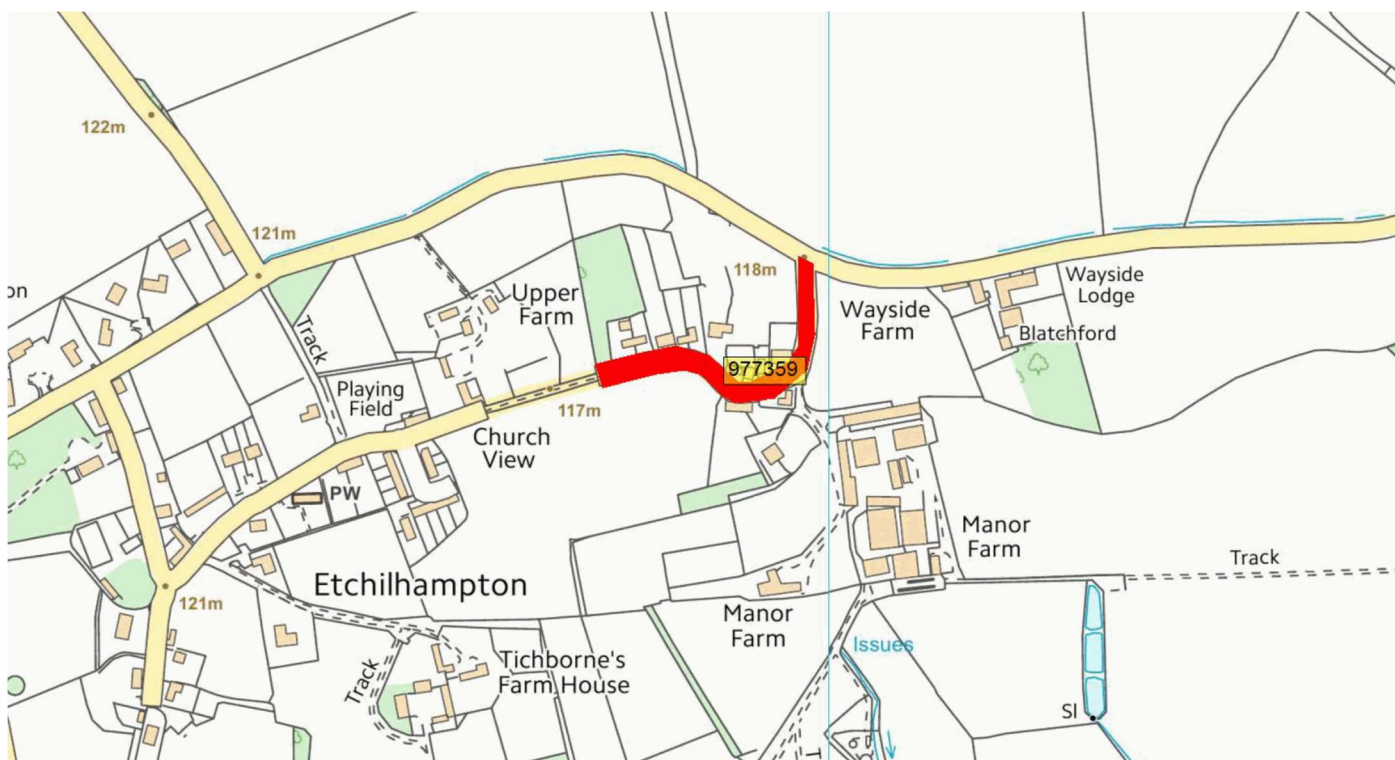 122m
121m
on
118m
Wayside
Lodge
Upper
Farm
Wayside
Farm
Track
Blatchford
977359
Playing
Field
117m
Church
View
PW
Manor
Farm
Track
Etchilhampton
121m
Manor
Farm
Issues
Tichborne's
Farm House
Track
SI
T